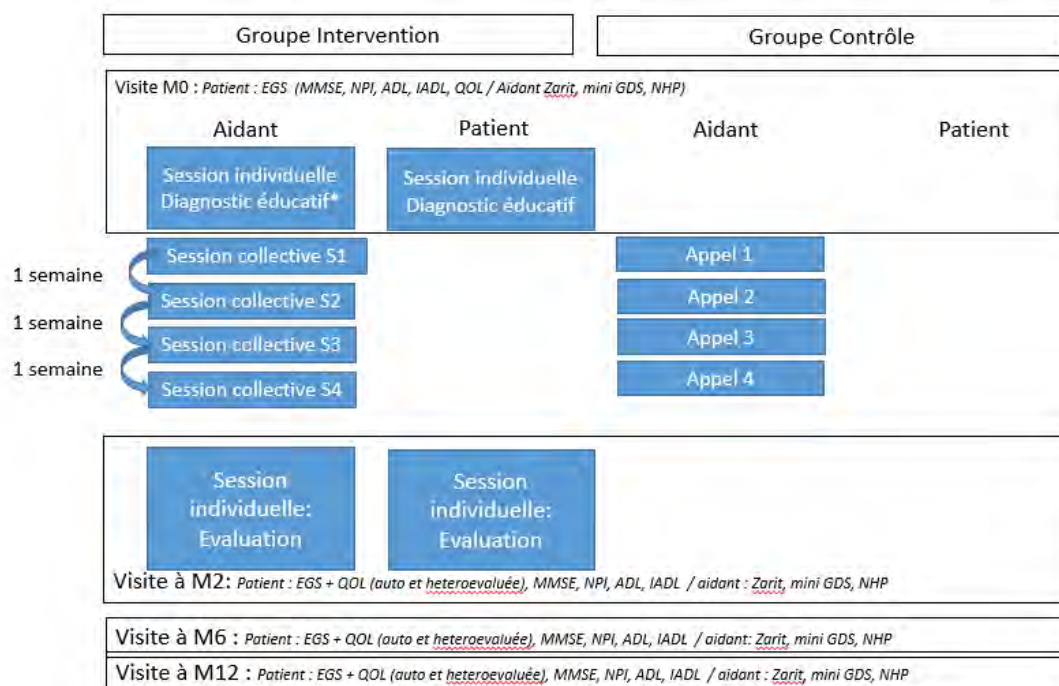 Groupe Intervention
Groupe Contrôle
Visite M0 : Patient : EGS (MMSE, NPI, ADL, IADL, QOL / Aidant Zarit, mini GDS, NHP)
Aidant
Patient
Aidant
Patient
Session individuelle
Diagnostic éducatif*
Session individuelle
Diagnostic éducatif
Session collective S1
Appel 1
1 semaine
Session collective S2
Appel 2
1 semaine
Session collective S3
Appel 3
1 semaine
Session collective S4
Appel 4
Session
individuelle:
Evaluation
Session
individuelle:
Evaluation
Visite à M2: Patient : EGS + QOL (auto et heteroevaluée), MMSE, NPI, ADL, IADL / aidant : Zarit, mini GDS, NHP
Visite à M6 : Patient : EGS + QOL (auto et heteroevaluée), MMSE, NPI, ADL, IADL / aidant: Zarit, mini GDS, NHP
Visite à M12 : Patient : EGS + QOL (auto et heteroevaluée), MMSE, NPI, ADL, IADL / aidant : Zarit, mini GDS, NHP